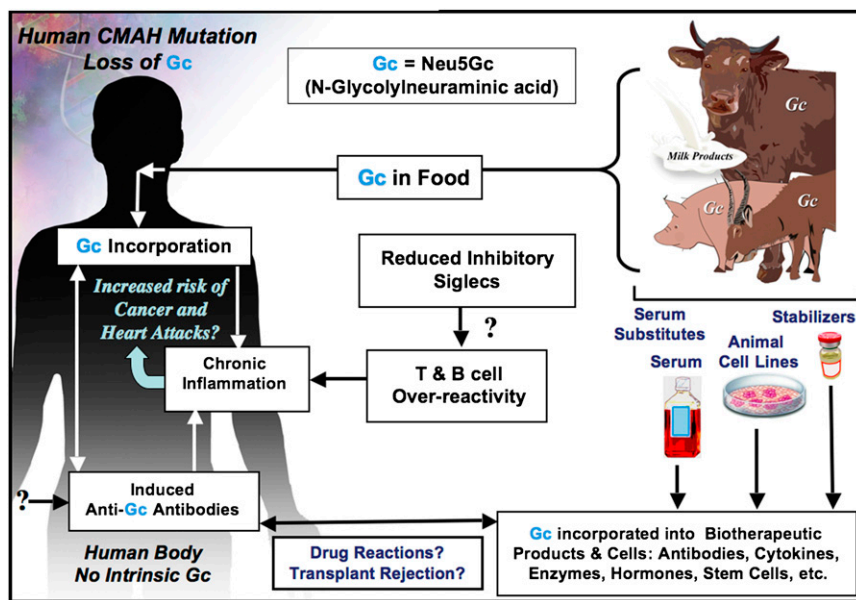 Human CMAH Mutation
Loss of Gc
Gc = Neu5Gc
(N-Glycolylneuraminic acid)
Gc
Milk Products
Gc
Gc
Gc in Food
Gc Incorporation
Increased risk of
Cancer and
Heart Attacks?
Reduced Inhibitory
Siglecs
?
Chronic
Inflammation
T & B cell
Over-reactivity
Serum
Substitutes
Serum
Animal
Cell Lines
Stabilizers
?
Induced
Anti-Gc Antibodies
Human Body
No Intrinsic Gc
Drug Reactions?
Transplant Rejection?
Gc incorporated into Biotherapeutic
Products & Cells: Antibodies, Cytokines,
Enzymes, Hormones, Stem Cells, etc.